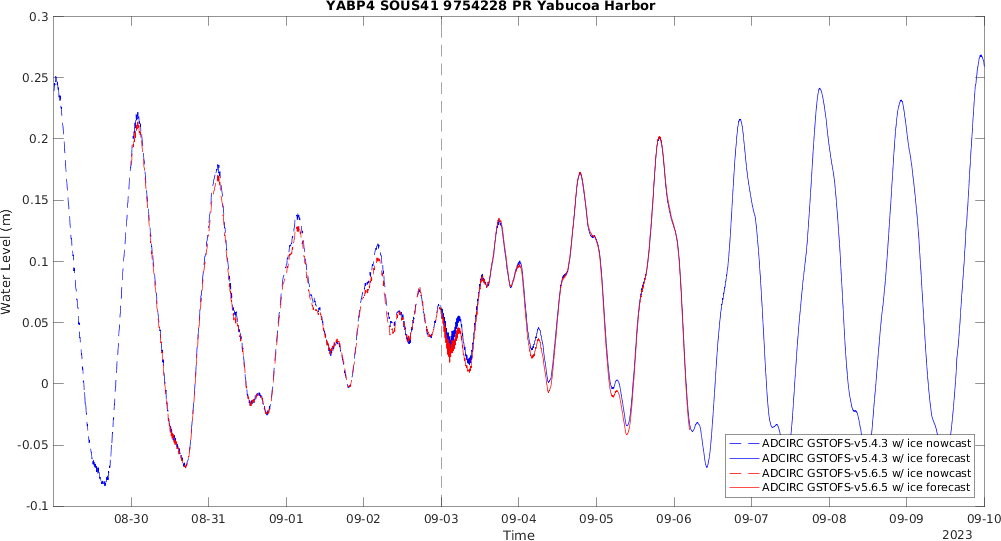 YABP4 SOUS41 9754228 PR Yabucoa Harbor
0.3
0.25
0.2
0.15
0.1
0.05
0
-0.05
-0.1
Water Level (m)
08-30 08-31 09-01 09-02 09-03 09-04 09-05 09-06 09-07 09-08 09-09 09-10
Time
2023
ADCIRC GSTOFS-v5.4.3 w/ ice nowcast
ADCIRC GSTOFS-v5.4.3 w/ ice forecast
ADCIRC GSTOFS-v5.6.5 w/ ice nowcast
ADCIRC GSTOFS-v5.6.5 w/ ice forecast